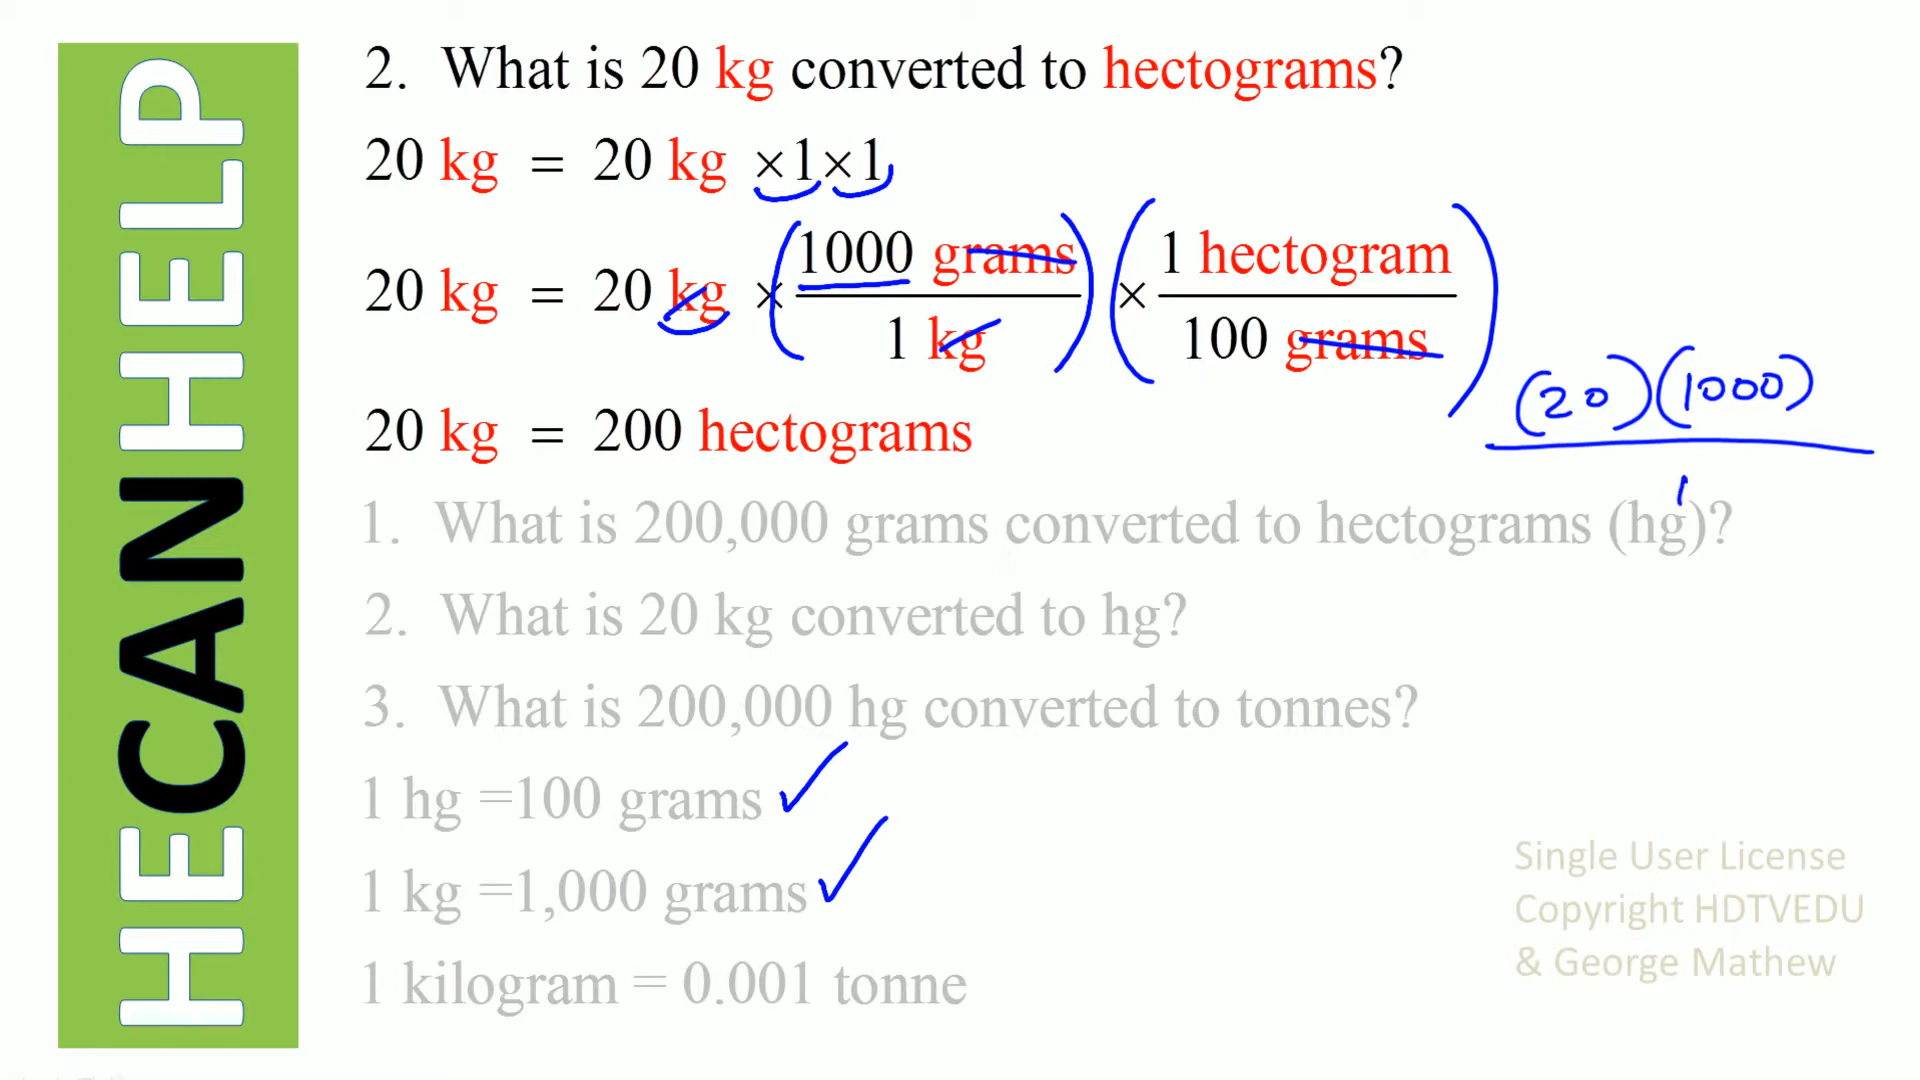 HECANHELP
2. What is 20 kg converted to hectograms?
20 kg = 20 kg ×1×1
20 kg = 20 kg × (1000 grams / 1 kg) × (1 hectogram / 100 grams)
(20)(1000)
1
20 kg = 200 hectograms
1. What is 200,000 grams converted to hectograms (hg)?
2. What is 20 kg converted to hg?
3. What is 200,000 hg converted to tonnes?
1 hg =100 grams
1 kg =1,000 grams
1 kilogram = 0.001 tonne
Single User License
Copyright HDTVEDU
& George Mathew